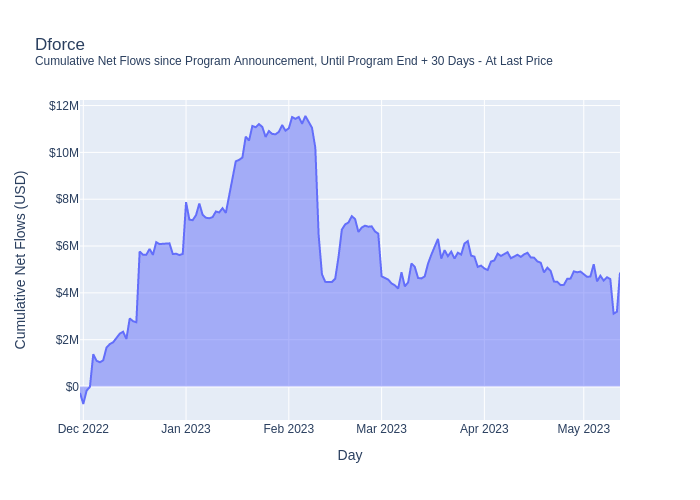 Dforce
Cumulative Net Flows since Program Announcement, Until Program End + 30 Days - At Last Price
Cumulative Net Flows (USD)
$12M
$10M
$8M
$6M
$4M
$2M
$0
Dec 2022
Jan 2023
Feb 2023
Mar 2023
Apr 2023
May 2023
Day